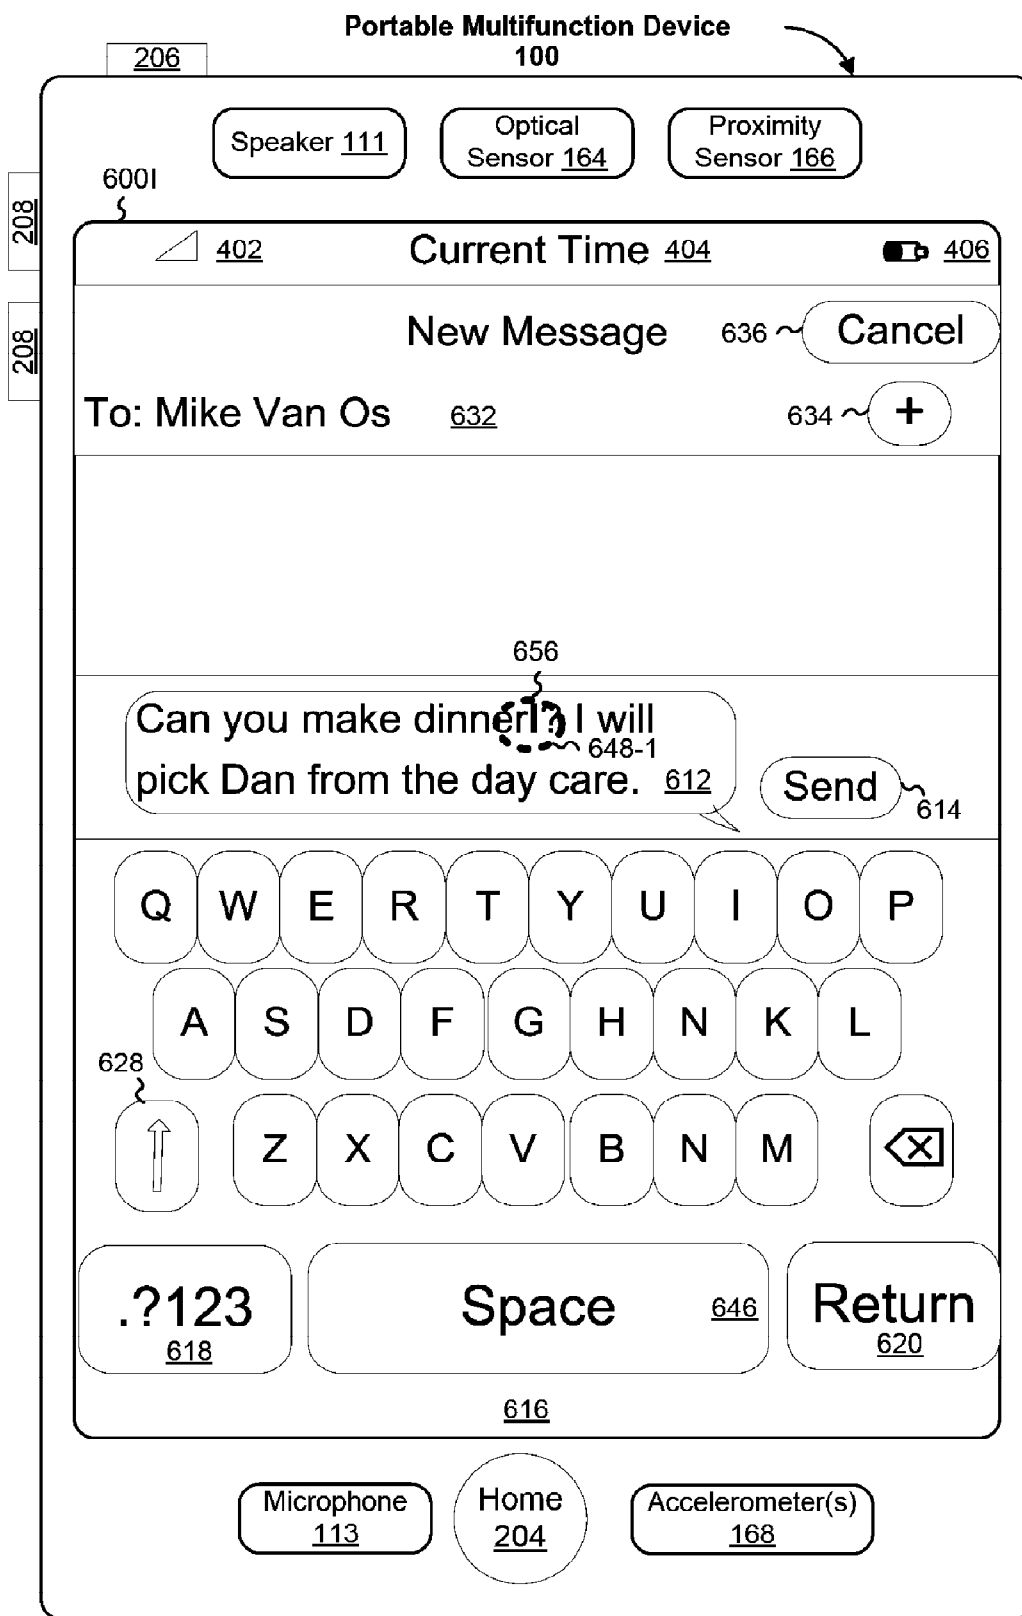 Portable Multifunction Device
100
206
Speaker 111
Optical
Sensor 164
Proximity
Sensor 166
208
208
600I
402
Current Time 404
406
New Message
636
Cancel
To: Mike Van Os
632
634
+
656
Can you make dinner? I will
648-1
pick Dan from the day care. 612
Send
614
Q W E R T Y U I O P
A S D F G H N K L
628
Z X C V B N M
.?123
618
Space 646
Return
620
616
Microphone
113
Home
204
Accelerometer(s)
168